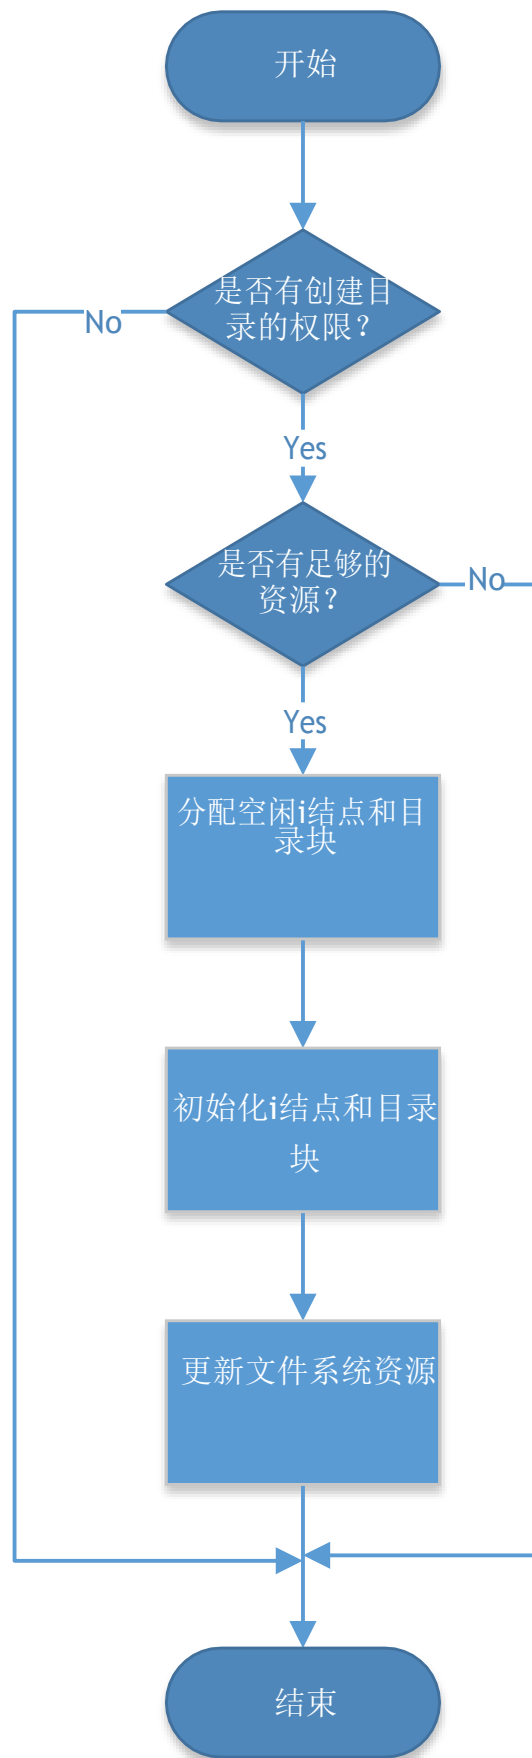 开始
是否有创建目
录的权限？
No
Yes
是否有足够的
资源？
No
Yes
分配空闲i结点和目
录块
初始化i结点和目录
块
更新文件系统资源
结束